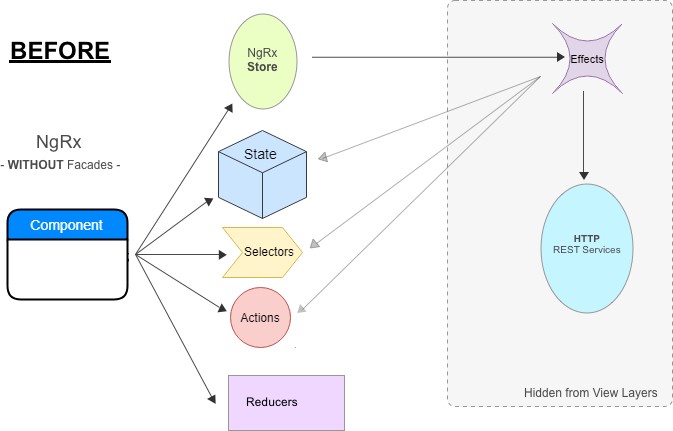 BEFORE
NgRx
- WITHOUT Facades -
Component
NgRx
Store
State
Selectors
Actions
Reducers
Effects
HTTP
REST Services
Hidden from View Layers